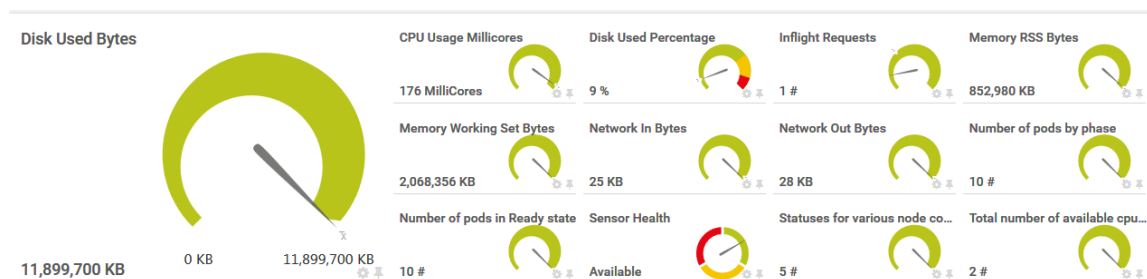 Disk Used Bytes
0 KB
11,899,700 KB
11,899,700 KB
CPU Usage Millicores
176 MilliCores
Disk Used Percentage
9 %
Inflight Requests
1 #
Memory RSS Bytes
852,980 KB
Memory Working Set Bytes
2,068,356 KB
Network In Bytes
25 KB
Network Out Bytes
28 KB
Number of pods by phase
10 #
Number of pods in Ready state
10 #
Sensor Health
Available
Statuses for various node co...
5 #
Total number of available cpu...
2 #